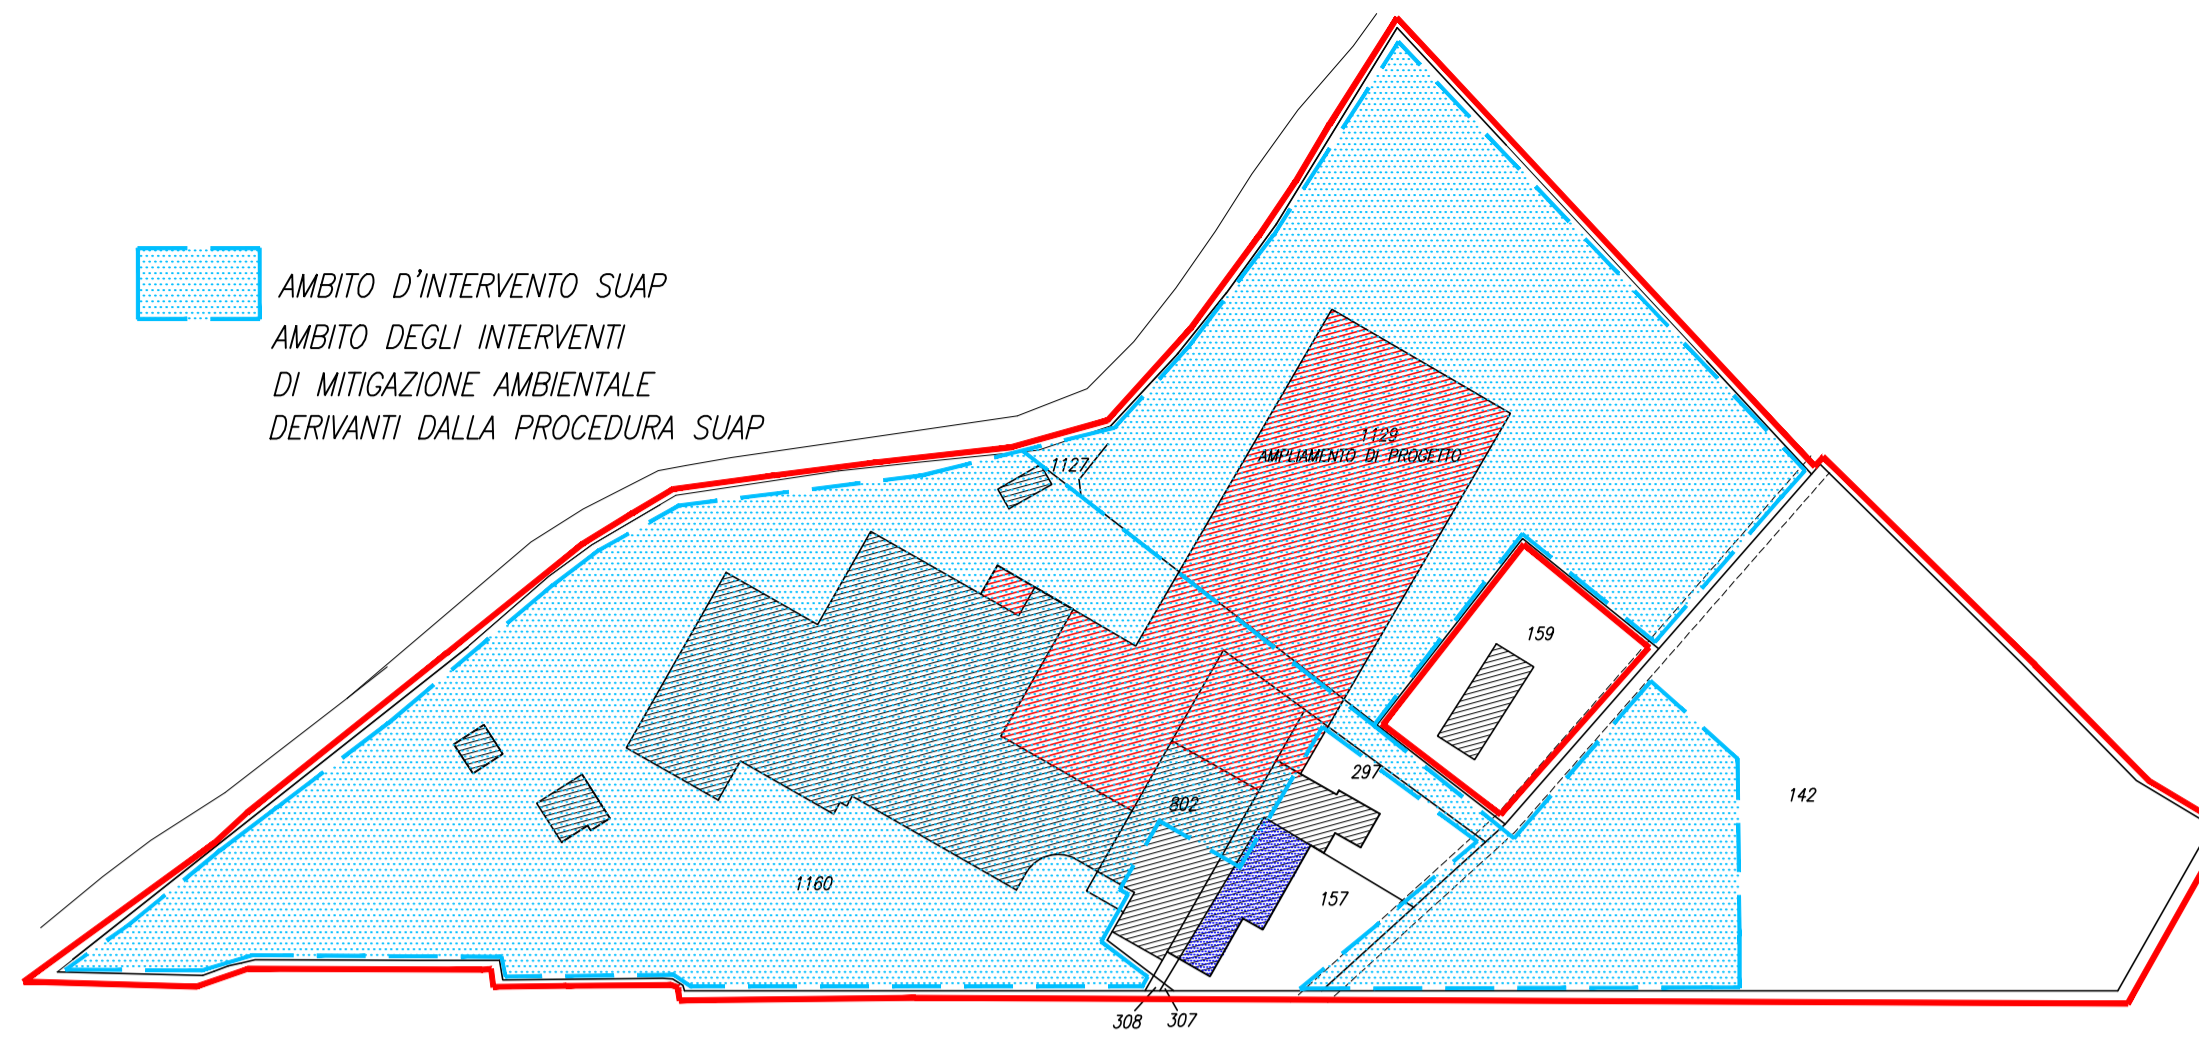 AMBITO D'INTERVENTO SUAP
AMBITO DEGLI INTERVENTI
DI MITIGAZIONE AMBIENTALE
DERIVANTI DALLA PROCEDURA SUAP
1129
AMPLIAMENTO DI PROGETTO
1127
159
297
142
802
1160
157
308
307